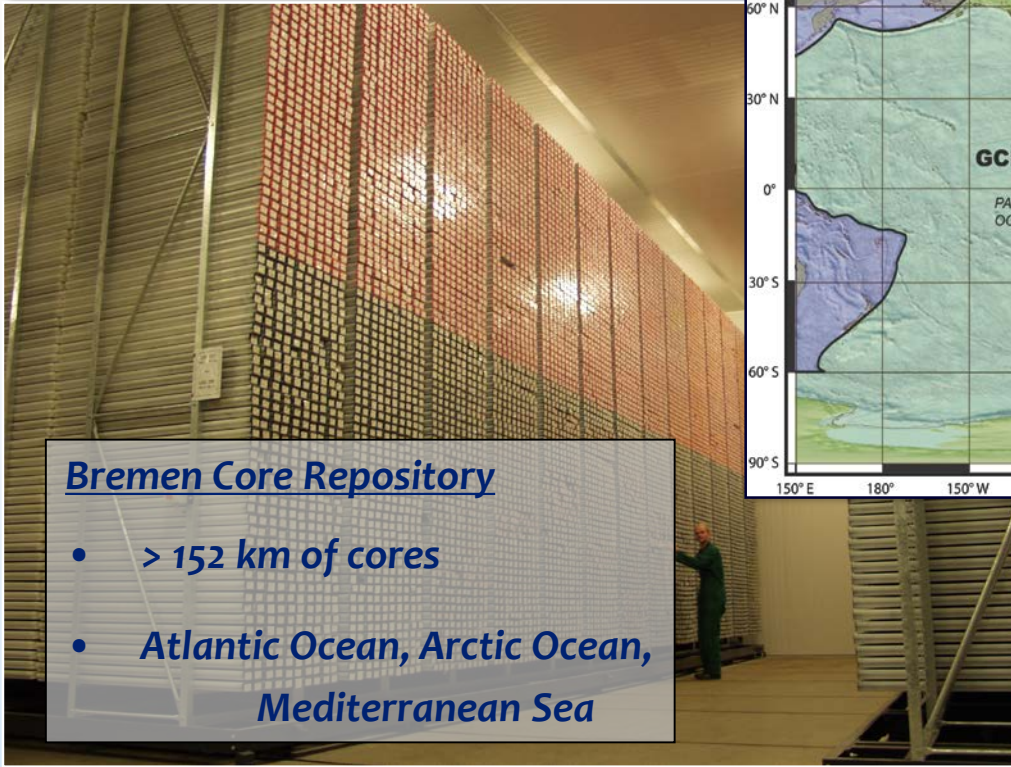 Bremen Core Repository
• > 152 km of cores
• Atlantic Ocean, Arctic Ocean,
Mediterranean Sea
60° N
30° N
GC
0°
PA
OC
30° S
60° S
90° S
150° E 180° 150° W